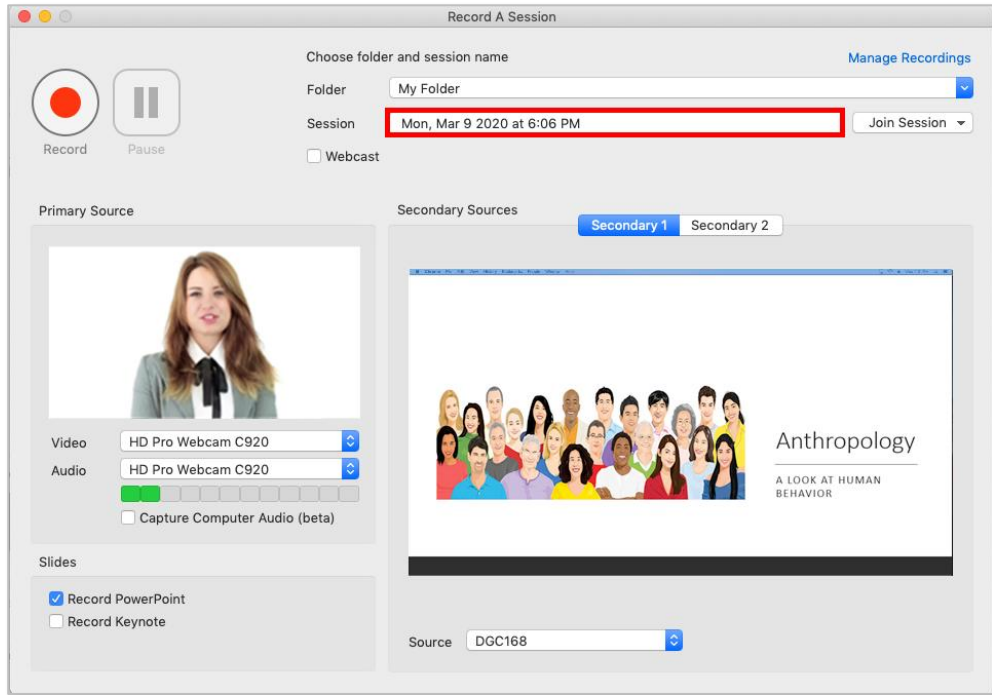 Record A Session
Choose folder and session name
Manage Recordings
Folder
My Folder
Session
Mon, Mar 9 2020 at 6:06 PM
Join Session
Record
Pause
Webcast
Primary Source
Secondary Sources
Secondary 1
Secondary 2
Anthropology
A LOOK AT HUMAN
BEHAVIOR
Video
HD Pro Webcam C920
Audio
HD Pro Webcam C920
Capture Computer Audio (beta)
Slides
Record PowerPoint
Record Keynote
Source
DGC168